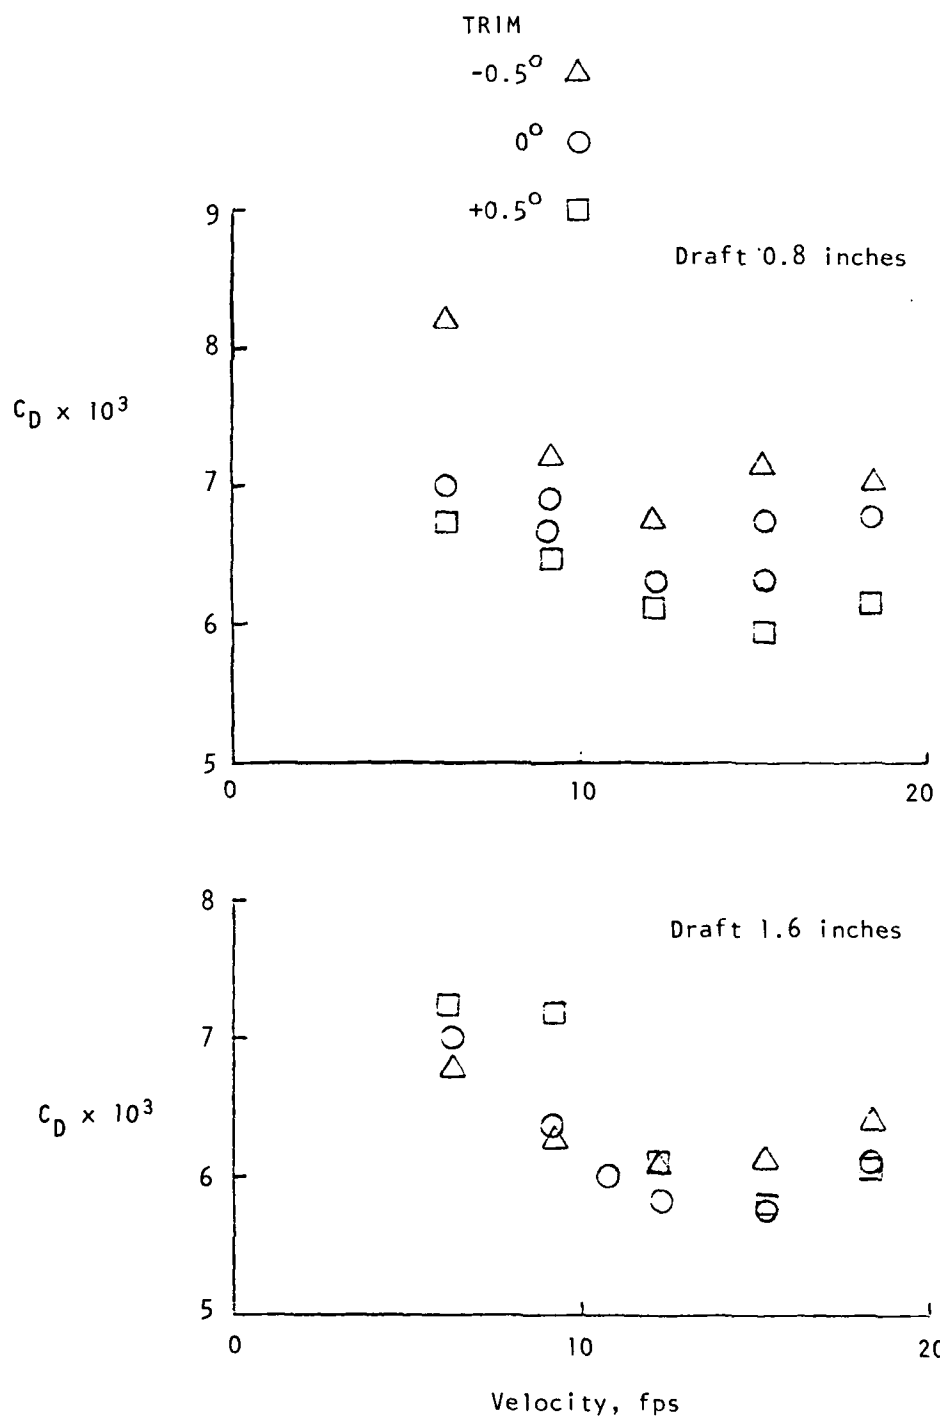 TRIM
-0.5°
0°
+0.5°
Draft 0.8 inches
9
8
C_D × 10³
7
6
5
0 10 20
8
Draft 1.6 inches
7
C_D × 10³
6
5
0 10 20
Velocity, fps